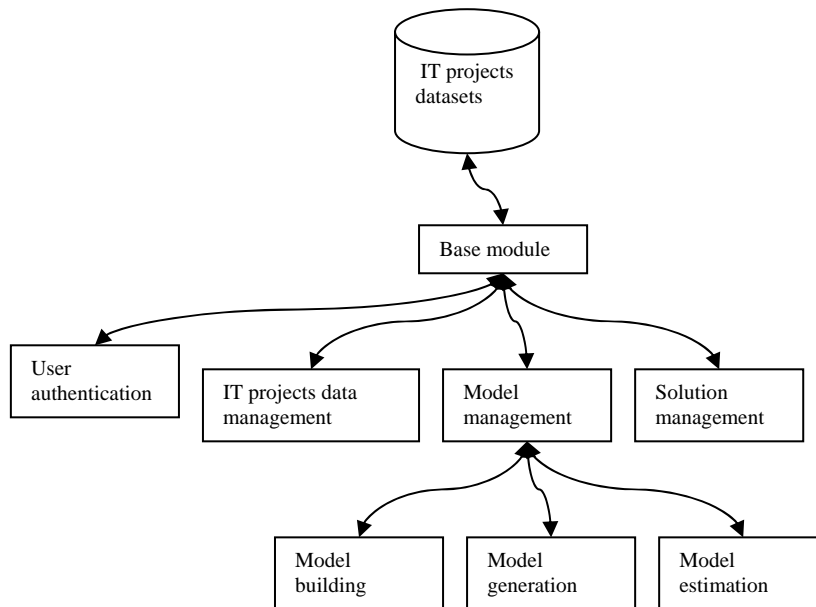 IT projects
datasets
Base module
User
authentication
IT projects data
management
Model
management
Solution
management
Model
building
Model
generation
Model
estimation